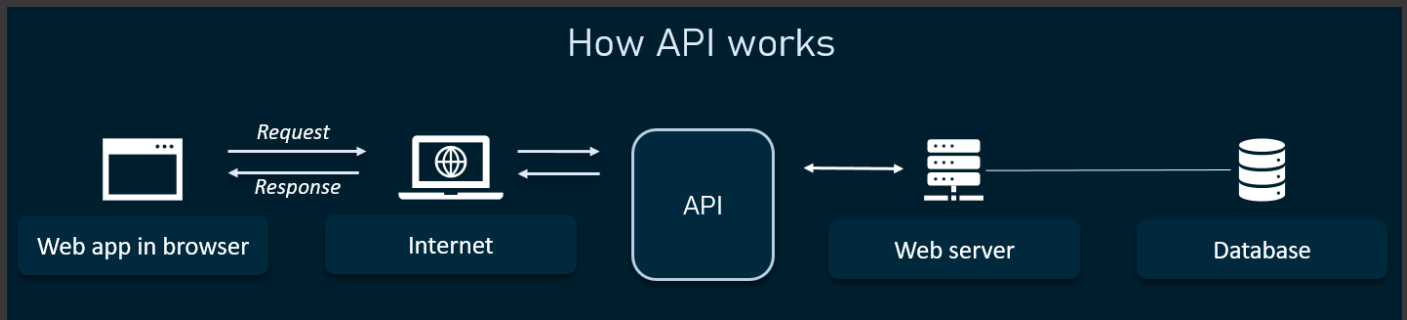 How API works
Request
Response
API
Web app in browser
Internet
Web server
Database